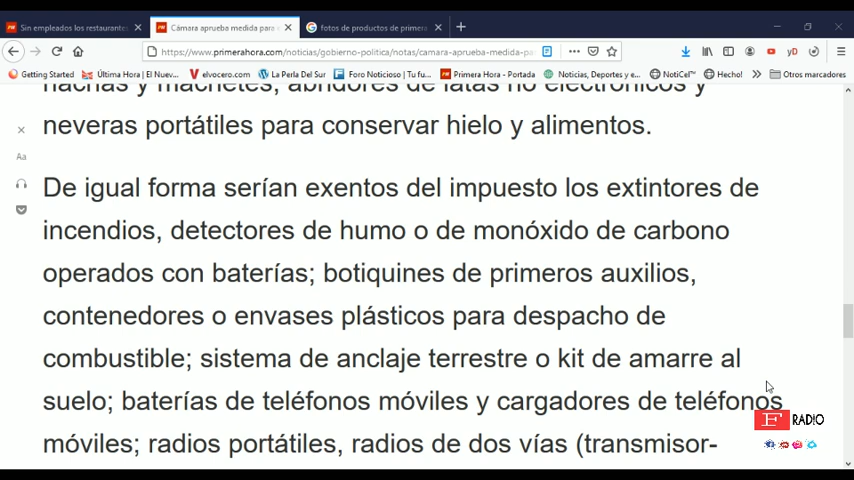 Sin empleados los restaurantes
Cámara aprueba medida para e
fotos de productos de primera
https://www.primerahora.com/noticias/gobierno-politica/notas/camara-aprueba-medida-pa
Getting Started
Última Hora | El Nuev...
elvocero.com
La Perla Del Sur
Foro Noticioso | Tu fu...
Primera Hora - Portada
Noticias, Deportes y e...
NotiCel™
Hecho!
Otros marcadores
hachas y machetes, abridores de latas no electrónicos y
neveras portátiles para conservar hielo y alimentos.
Aa
De igual forma serían exentos del impuesto los extintores de
incendios, detectores de humo o de monóxido de carbono
operados con baterías; botiquines de primeros auxilios,
contenedores o envases plásticos para despacho de
combustible; sistema de anclaje terrestre o kit de amarre al
suelo; baterías de teléfonos móviles y cargadores de teléfonos
móviles; radios portátiles, radios de dos vías (transmisor-
F RADIO